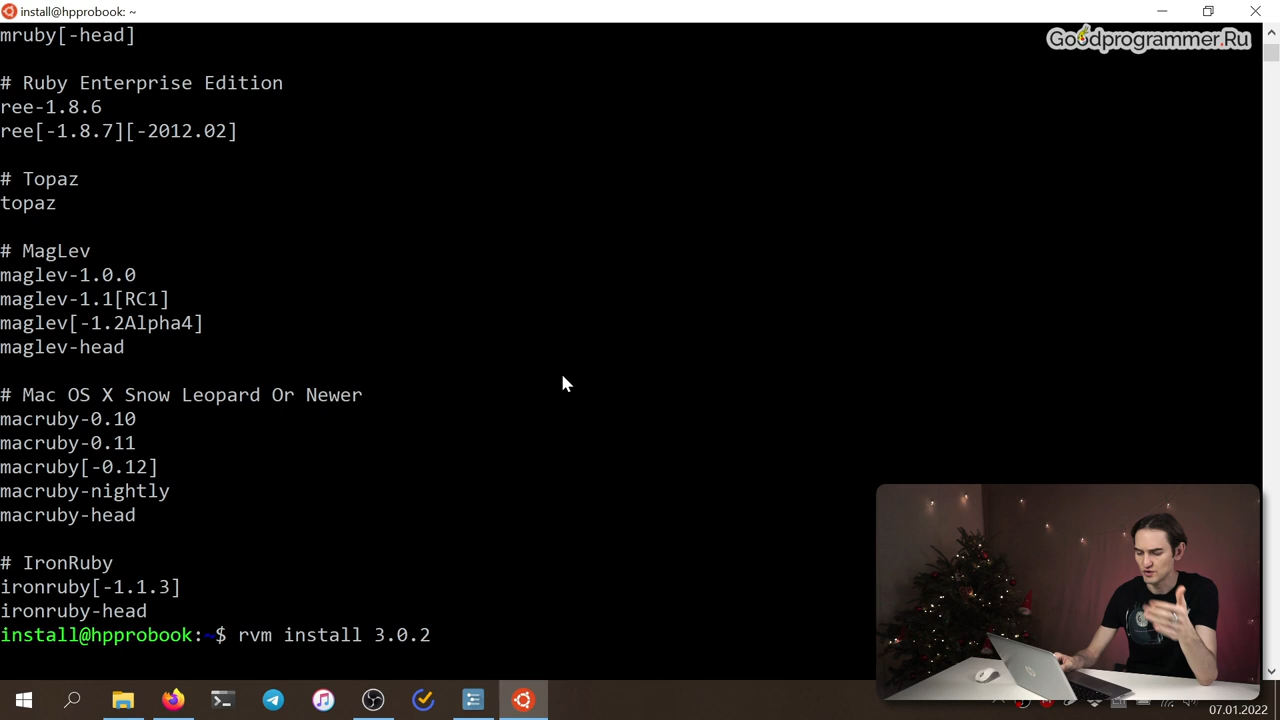 install@hpprobook: ~
Goodprogrammer.Ru
mruby[-head]
# Ruby Enterprise Edition
ree-1.8.6
ree[-1.8.7][-2012.02]
# Topaz
topaz
# MagLev
maglev-1.0.0
maglev-1.1[RC1]
maglev[-1.2Alpha4]
maglev-head
# Mac OS X Snow Leopard Or Newer
macruby-0.10
macruby-0.11
macruby[-0.12]
macruby-nightly
macruby-head
# IronRuby
ironruby[-1.1.3]
ironruby-head
install@hpprobook:~$ rvm install 3.0.2
07.01.2022